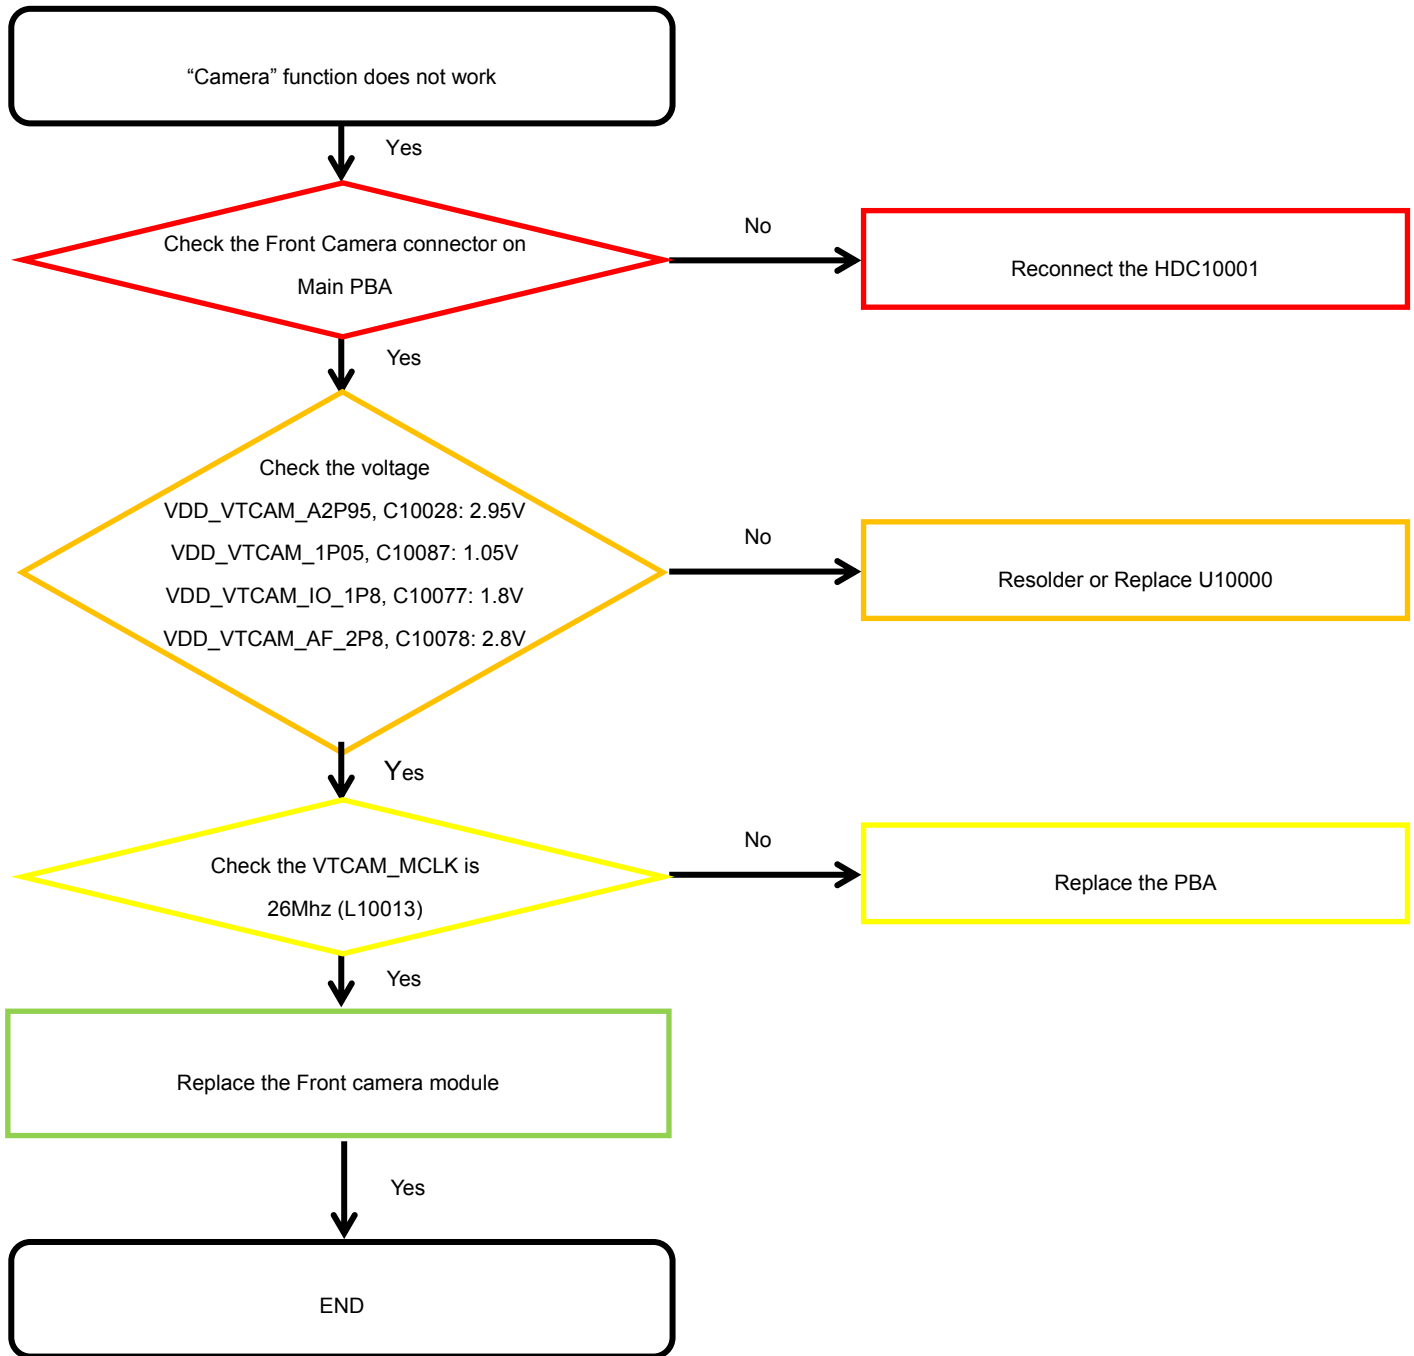 “Camera” function does not work
Yes
Check the Front Camera connector on
Main PBA
No
Reconnect the HDC10001
Yes
Check the voltage
VDD_VTCAM_A2P95, C10028: 2.95V
VDD_VTCAM_1P05, C10087: 1.05V
VDD_VTCAM_IO_1P8, C10077: 1.8V
VDD_VTCAM_AF_2P8, C10078: 2.8V
No
Resolder or Replace U10000
Yes
Check the VTCAM_MCLK is
26Mhz (L10013)
No
Replace the PBA
Yes
Replace the Front camera module
Yes
END